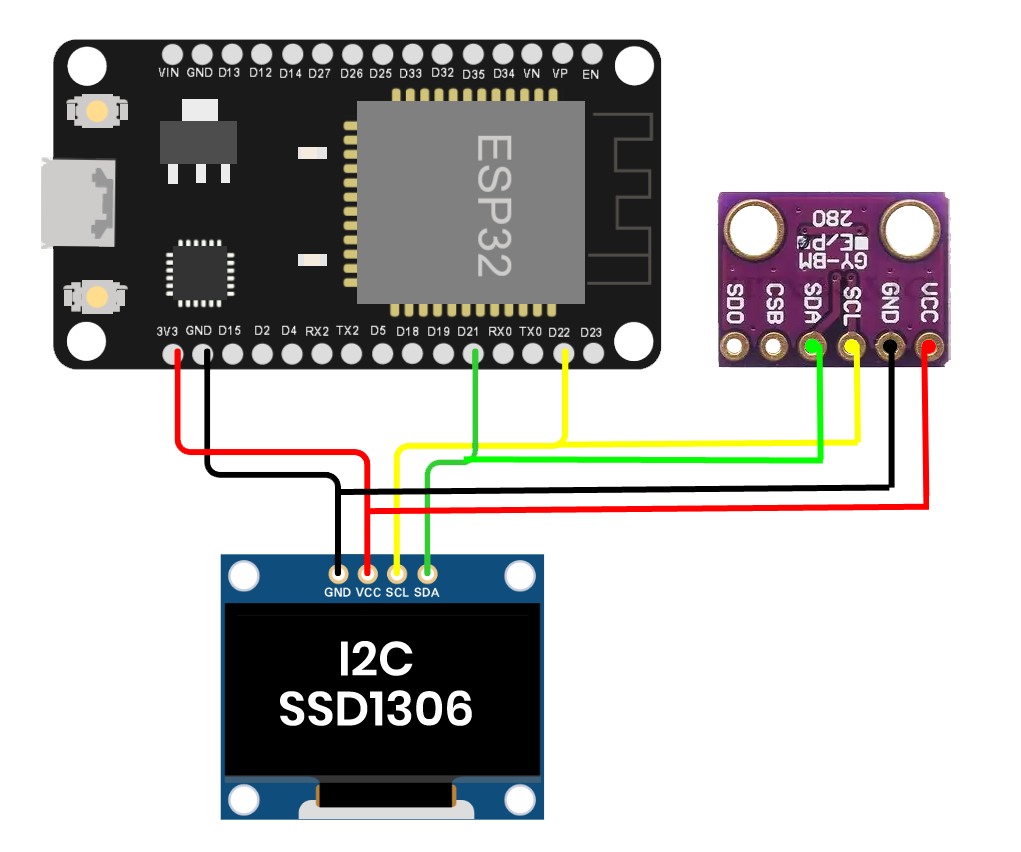 VIN GND D13 D12 D14 D27 D26 D25 D33 D32 D35 D34 VN VP EN
ESP32
3V3 GND D15 D2 D4 RX2 TX2 D5 D18 D19 D21 RX0 TX0 D22 D23
GY-BM
E/P
280
SDO CSB SDA SCL GND VCC
GND VCC SCL SDA
I2C
SSD1306